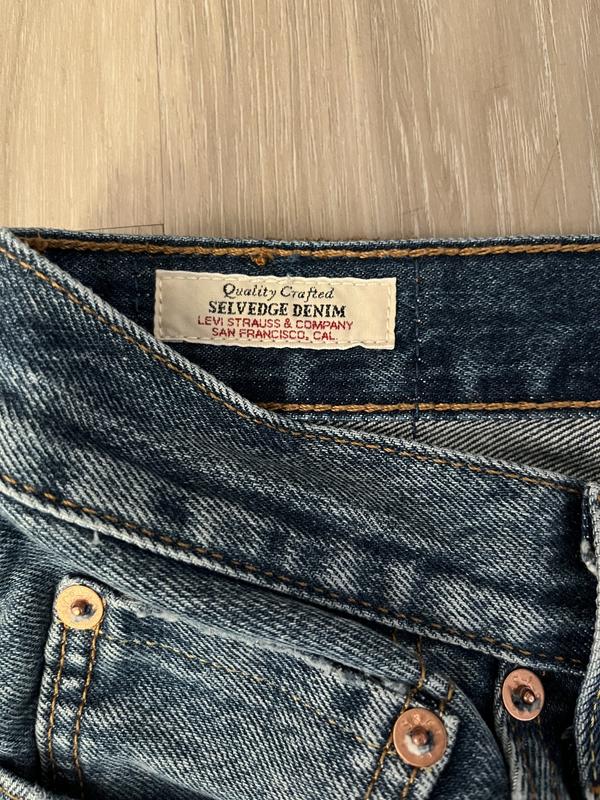 Quality Crafted
SELVEDGE DENIM
LEVI STRAUSS & COMPANY
SAN FRANCISCO, CAL.